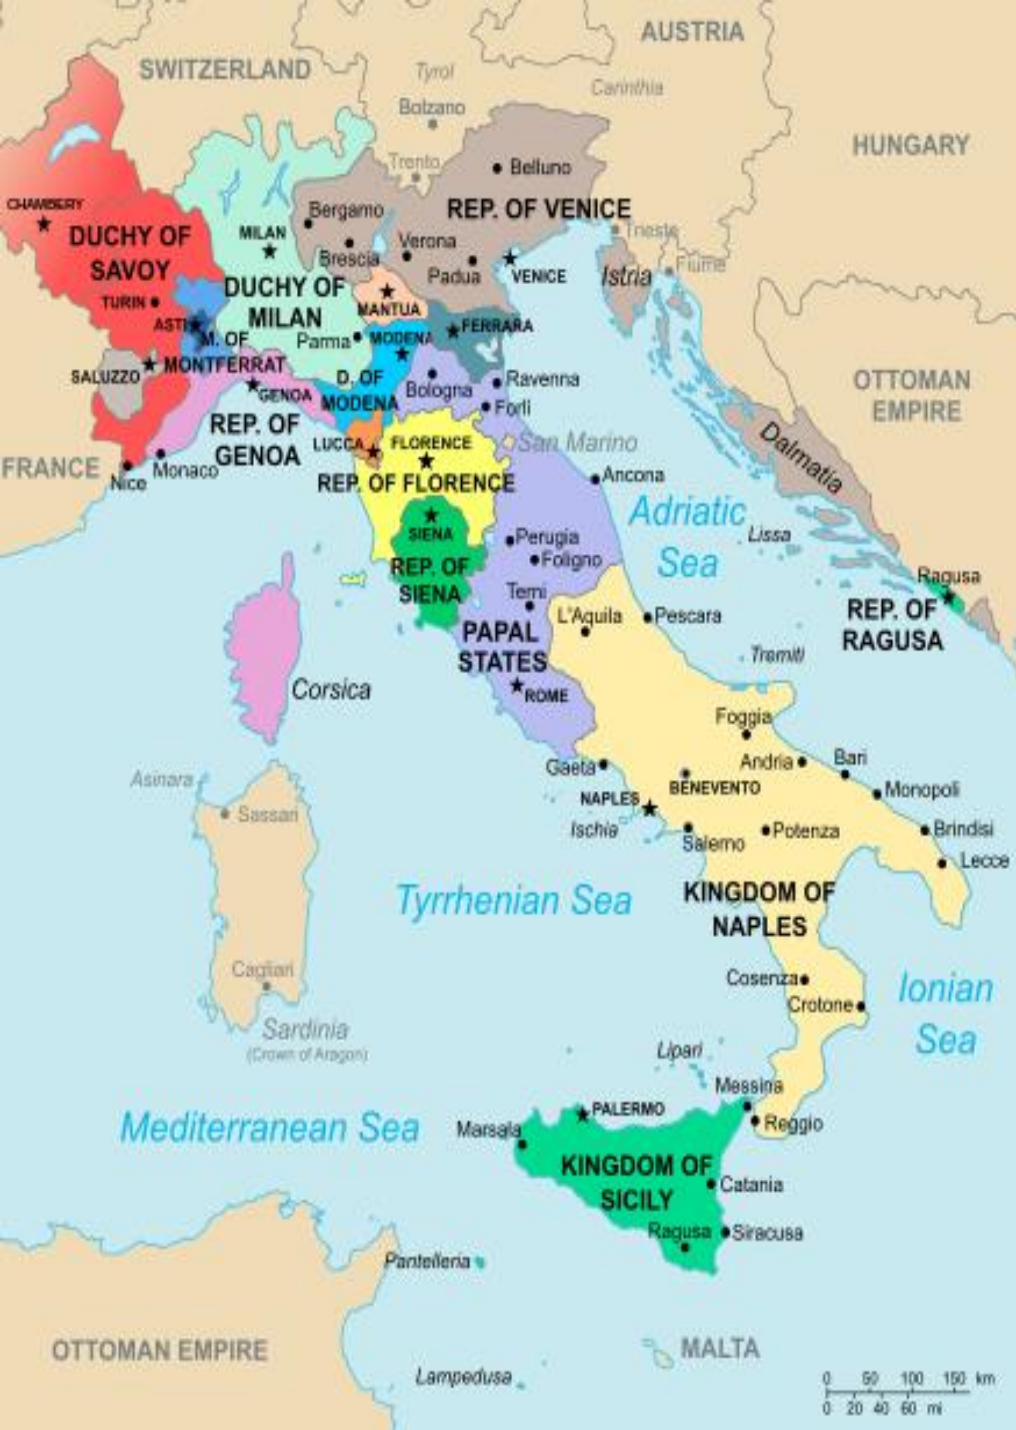 AUSTRIA
SWITZERLAND
Tyrol
Carinthia
Bolzano
HUNGARY
Trento
Belluno
CHAMBERY
Bergamo
REP. OF VENICE
Trieste
DUCHY OF
SAVOY
MILAN
Brescia
Verona
Padua
VENICE
Istria
Fiume
TURIN
DUCHY OF
MILAN
MANTUA
ASTI
M. OF
MONTFERRAT
Parma
MODENA
FERRARA
SALUZZO
GENOA
D. OF
MODENA
Bologna
Ravenna
Forli
OTTOMAN
EMPIRE
REP. OF
GENOA
LUCCA
FLORENCE
San Marino
Dalmatia
FRANCE
Nice
Monaco
REP. OF FLORENCE
Ancona
Adriatic
Sea
Lissa
SIENA
Perugia
Foligno
REP. OF
SIENA
Terni
L'Aquila
Pescara
Ragusa
REP. OF
RAGUSA
PAPAL
STATES
Tremiti
ROME
Corsica
Foggia
Asinara
Gaeta
Andria
Bari
NAPLES
BENEVENTO
Monopoli
Sassari
Ischia
Salerno
Potenza
Brindisi
Lecce
Tyrrhenian Sea
KINGDOM OF
NAPLES
Cagliari
Cosenza
Crotone
Ionian
Sea
Sardinia
(Crown of Aragon)
Lipari
Messina
Mediterranean Sea
Marsala
PALERMO
Reggio
KINGDOM OF
SICILY
Catania
Ragusa
Siracusa
Pantelleria
OTTOMAN EMPIRE
MALTA
Lampedusa
0 50 100 150 km
0 20 40 60 mi